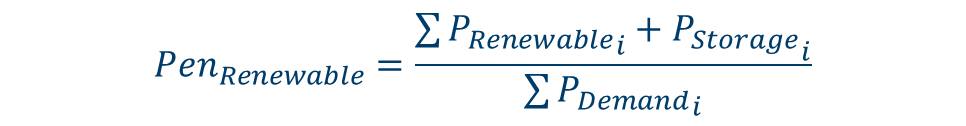 Pen_Renewable = (∑ P_Renewable_i + P_Storage_i) / (∑ P_Demand_i)